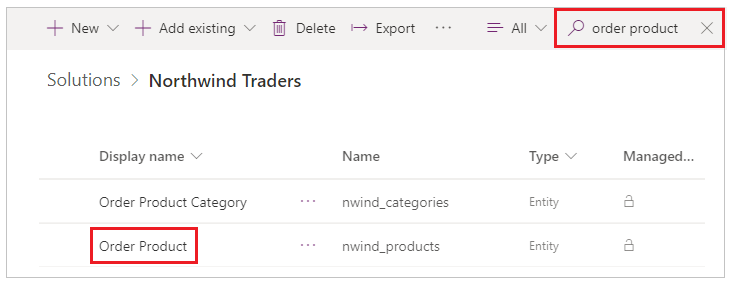 New Add existing Delete Export ··· All order product
Solutions > Northwind Traders
Display name Name Type Managed...
Order Product Category ··· nwind_categories Entity
Order Product ··· nwind_products Entity